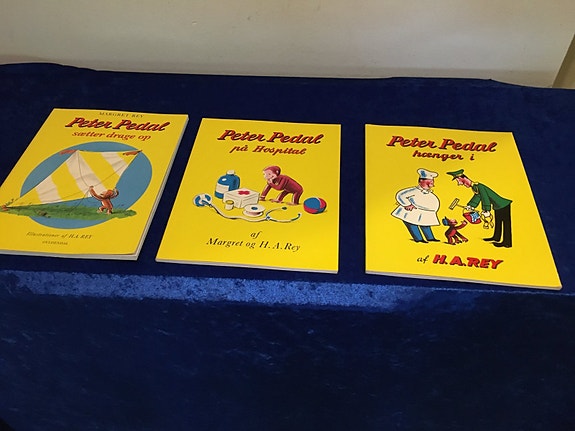 MARGRET REY
Peter Pedal
sætter drage op
Illustrationer af H.A. REY
GYLDENDAL
Peter Pedal
på Hospital
af
Margret og H.A. Rey
Peter Pedal
hænger i
af H.A. REY